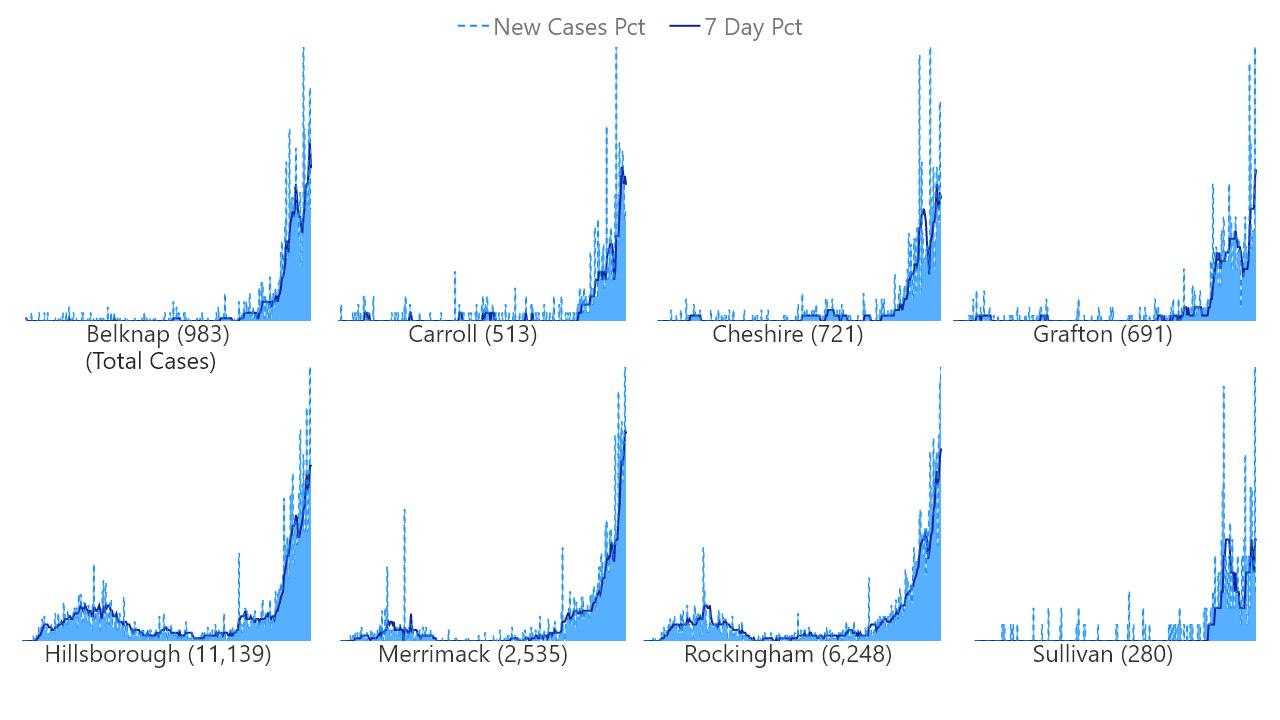 New Cases Pct 7 Day Pct
Belknap (983) Carroll (513) Cheshire (721) Grafton (691)
(Total Cases)
Hillsborough (11,139) Merrimack (2,535) Rockingham (6,248) Sullivan (280)